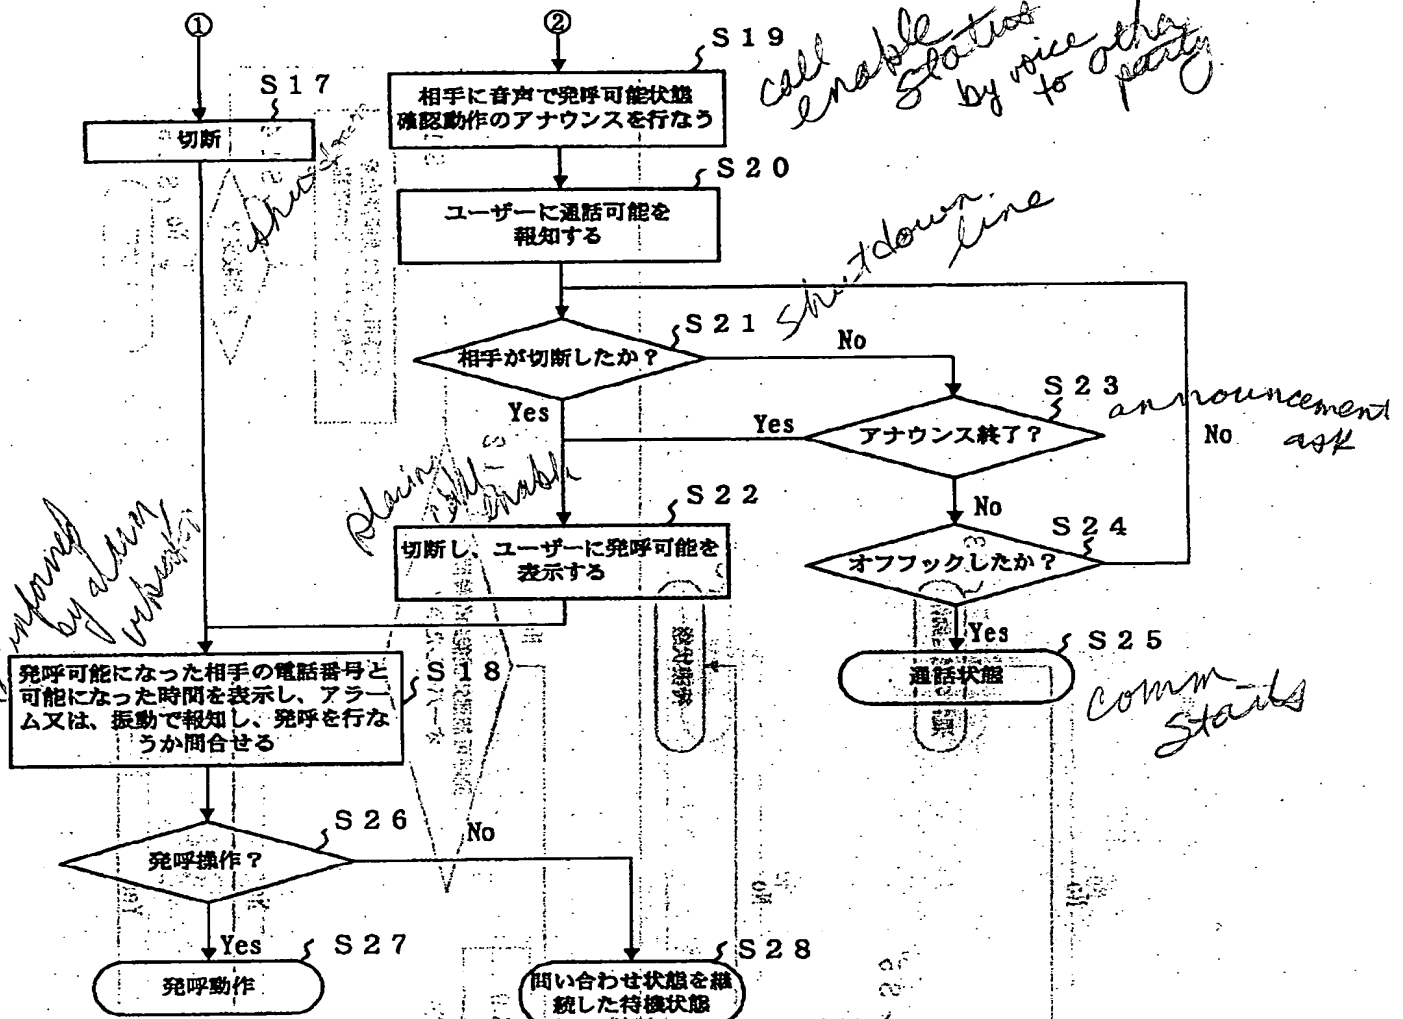 ①
②
S17
切断
shutdown
S19
相手に音声で発呼可能状態
確認動作のアナウンスを行なう
call
enable
status
by voice
to other
party
S20
ユーザーに通話可能を
報知する
S21
相手が切断したか?
shutdown
line
No
Yes
S23
アナウンス終了?
Yes
No
announcement
ask
S24
オフフックしたか?
No
Yes
S22
切断し、ユーザーに発呼可能を
表示する
call
enable
S25
通話状態
comm
informed
by alarm
S18
発呼可能になった相手の電話番号と
可能になった時間を表示し、アラー
ム又は、振動で報知し、発呼を行な
うか問合せる
S26
発呼操作?
No
Yes
S27
発呼動作
S28
問い合わせ状態を継
続した待機状態